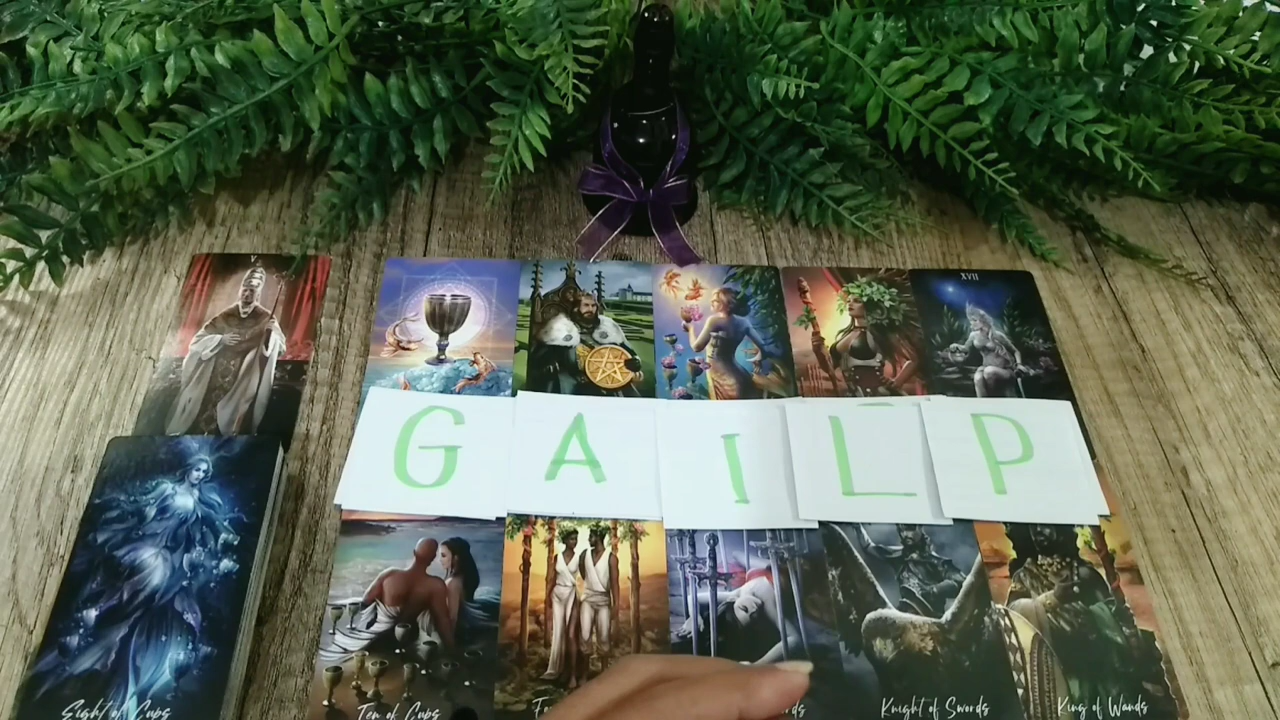 V
XVII
G A I L P
Eight of Cups
Ten of Cups
Knight of Swords
King of Wands